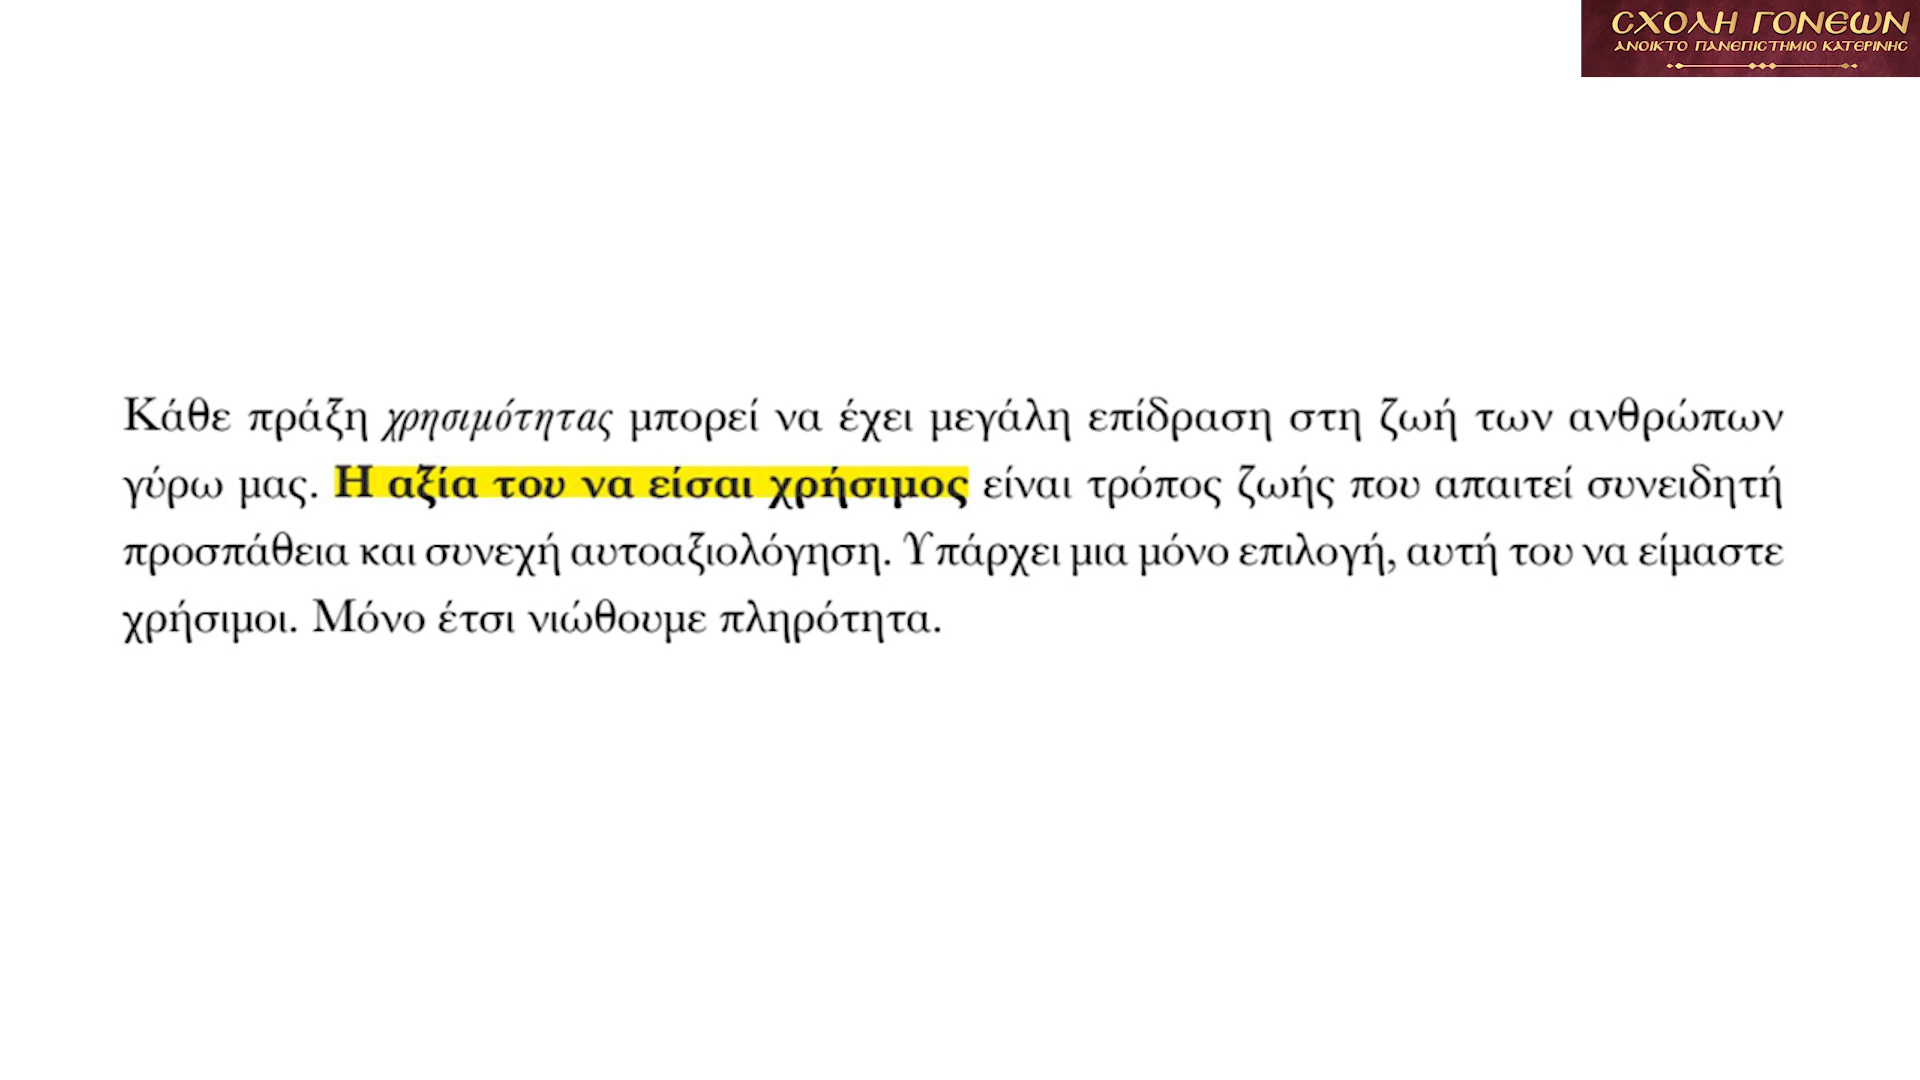 ΣΧΟΛΗ ΓΟΝΕΩΝ
ΑΝΟΙΚΤΟ ΠΑΝΕΠΙΣΤΗΜΙΟ ΚΑΤΕΡΙΝΗΣ
Κάθε πράξη χρησιμότητας μπορεί να έχει μεγάλη επίδραση στη ζωή των ανθρώπων
γύρω μας. Η αξία του να είσαι χρήσιμος είναι τρόπος ζωής που απαιτεί συνειδητή
προσπάθεια και συνεχή αυτοαξιολόγηση. Υπάρχει μια μόνο επιλογή, αυτή του να είμαστε
χρήσιμοι. Μόνο έτσι νιώθουμε πληρότητα.